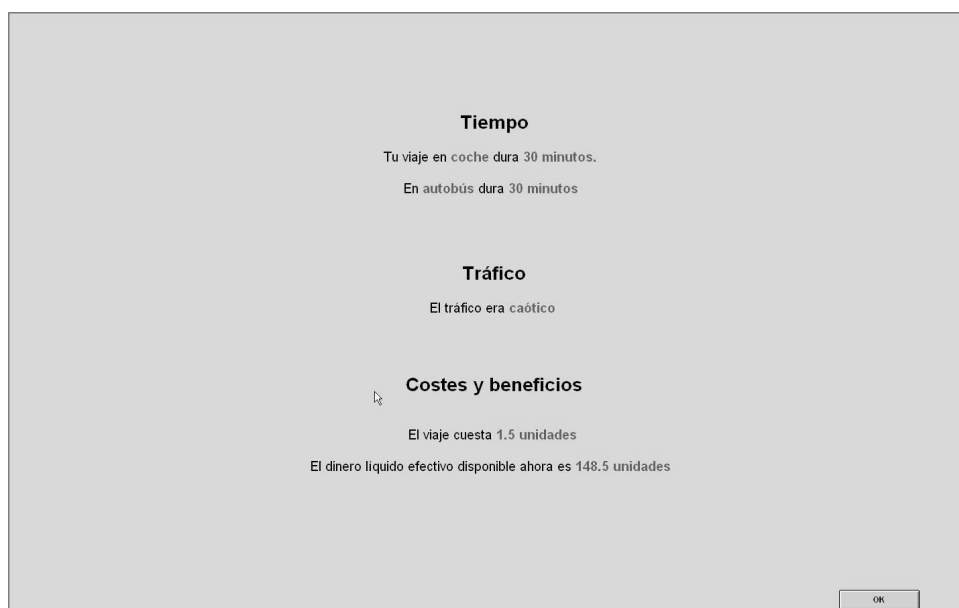 Tiempo
Tu viaje en coche dura 30 minutos.
En autobús dura 30 minutos
Tráfico
El tráfico era caótico
Costes y beneficios
El viaje cuesta 1.5 unidades
El dinero líquido efectivo disponible ahora es 148.5 unidades
OK